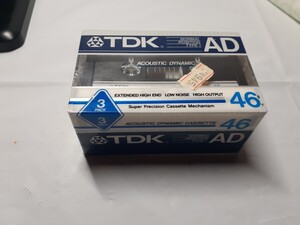 TDK AD
ACOUSTIC DYNAMIC
3 PACK
EXTENDED HIGH END LOW NOISE HIGH OUTPUT
Super Precision Cassette Mechanism
46
3
ACOUSTIC DYNAMIC CASSETTE
46
TDK AD